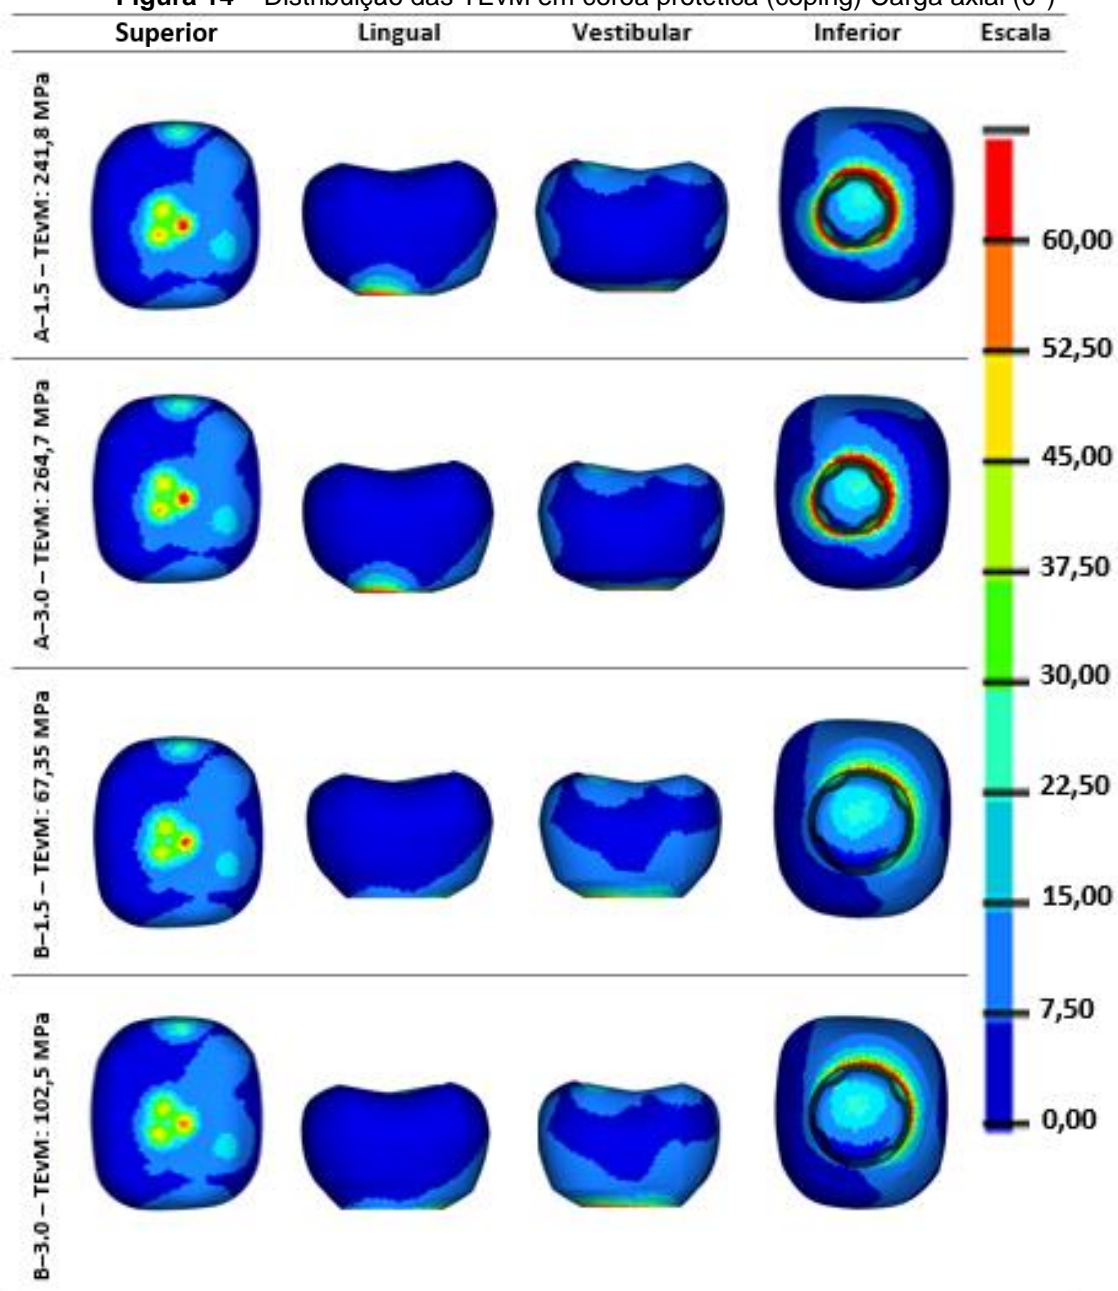 Figura 14 – Distribuição das TEvM em coroa protética (coping) Carga axial (0°)
Superior Lingual Vestibular Inferior Escala
A–1.5 – TEvM: 241,8 MPa
A–3.0 – TEvM: 264,7 MPa
B–1.5 – TEvM: 67,35 MPa
B–3.0 – TEvM: 102,5 MPa
60,00
52,50
45,00
37,50
30,00
22,50
15,00
7,50
0,00